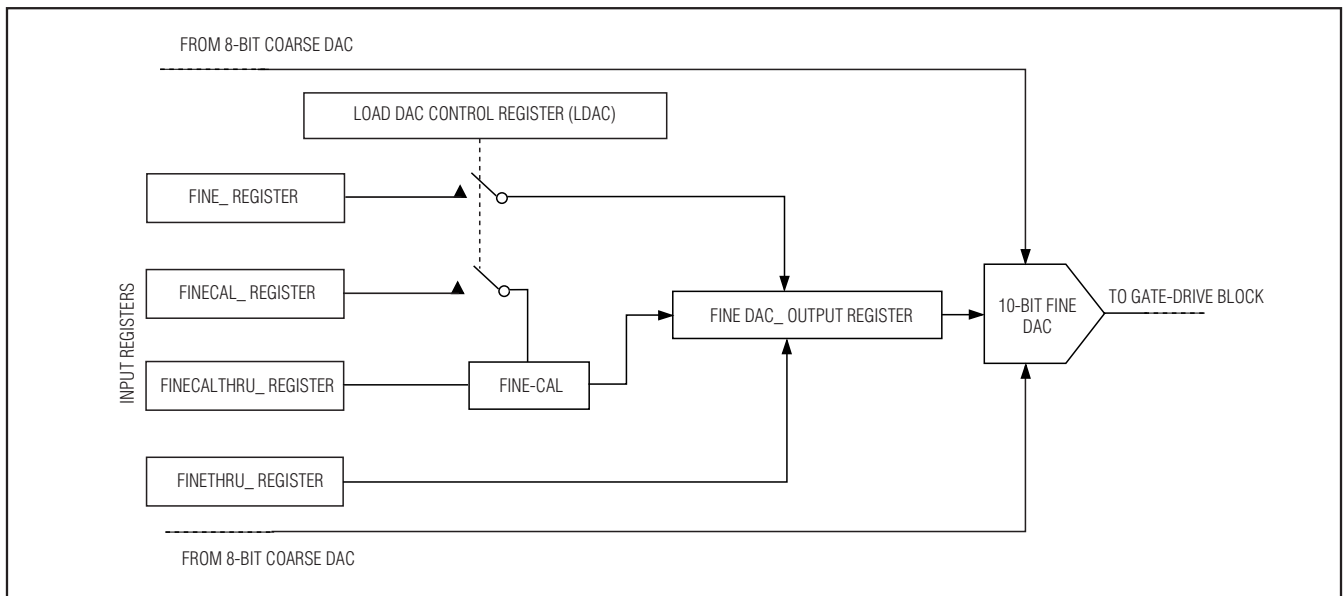 FROM 8-BIT COARSE DAC
LOAD DAC CONTROL REGISTER (LDAC)
FINE_ REGISTER
INPUT REGISTERS
FINECAL_ REGISTER
FINE DAC_ OUTPUT REGISTER
10-BIT FINE
DAC
TO GATE-DRIVE BLOCK
FINECALTHRU_ REGISTER
FINE-CAL
FINETHRU_ REGISTER
FROM 8-BIT COARSE DAC